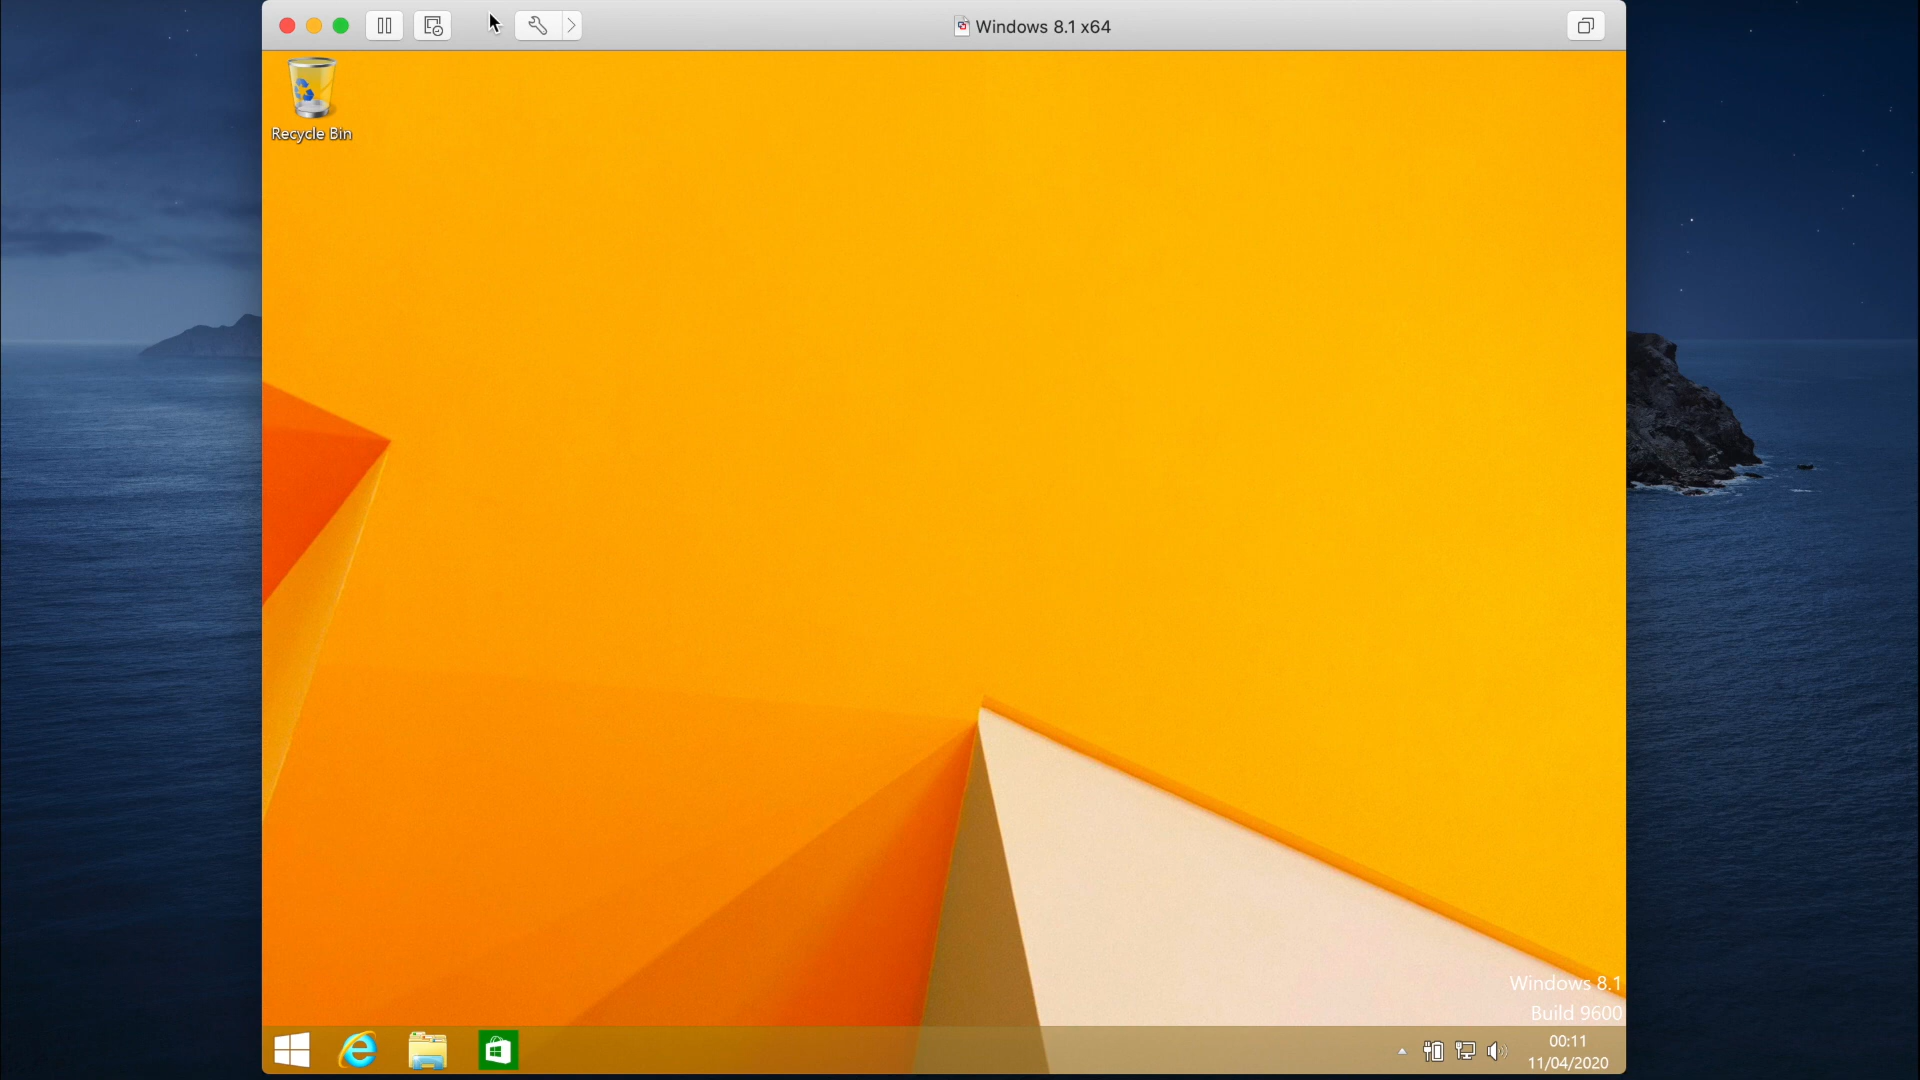 Windows 8.1 x64
Recycle Bin
Windows 8.1
Build 9600
00:11
11/04/2020